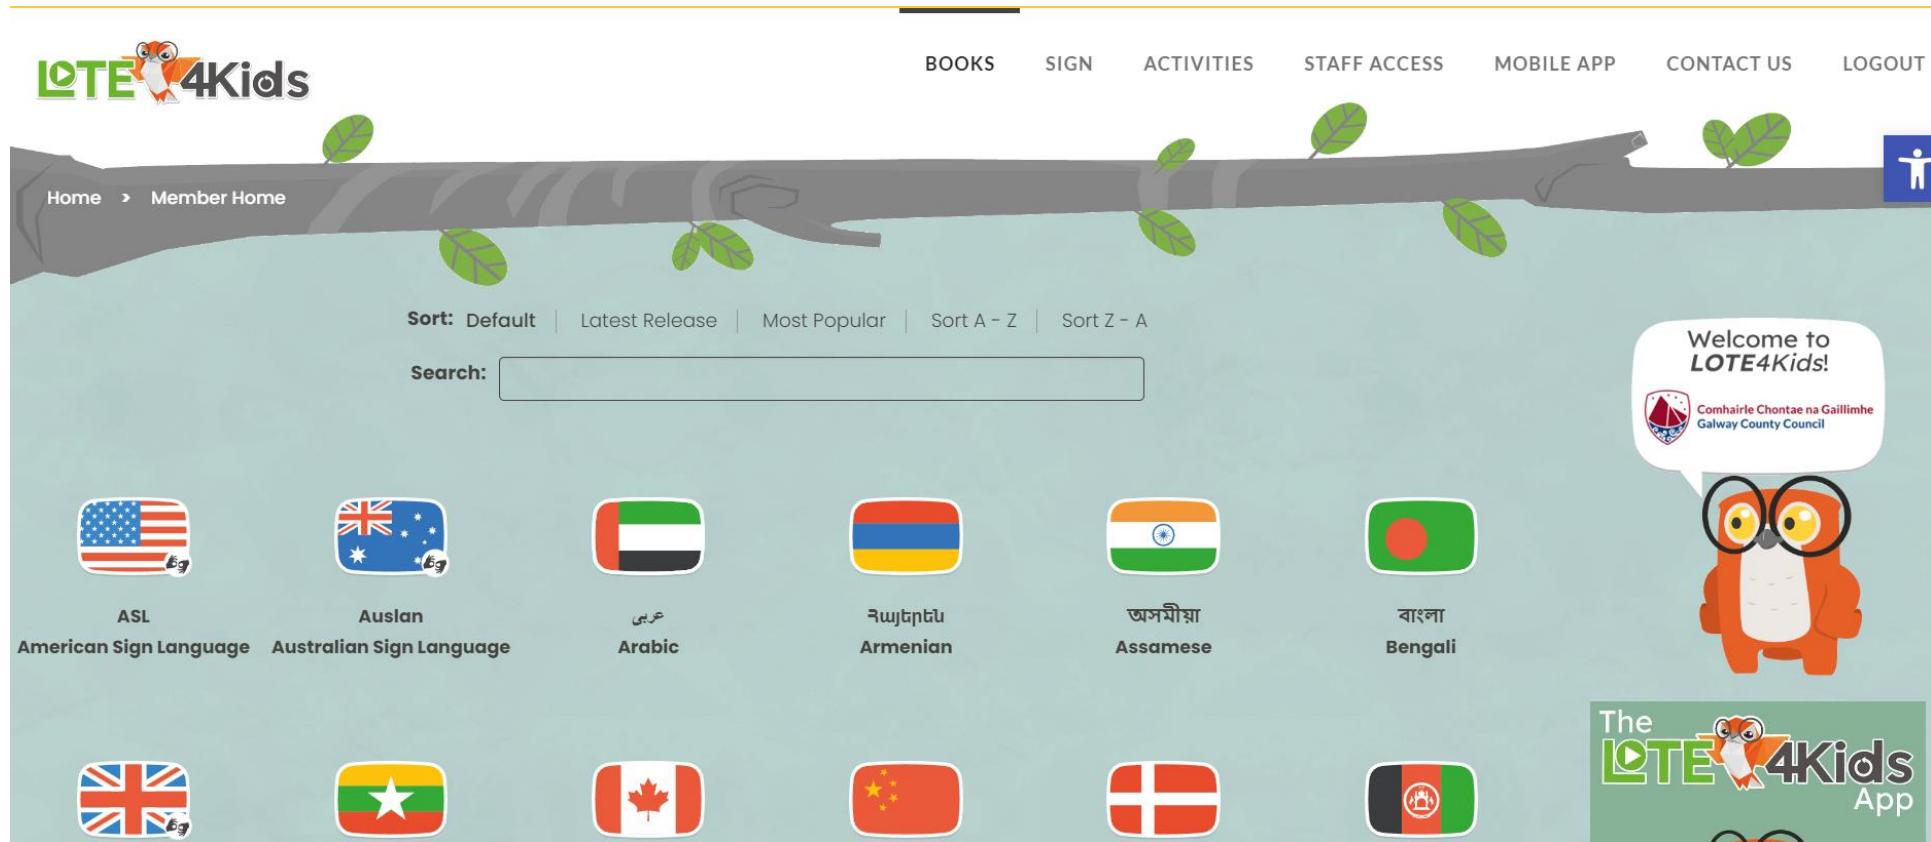 LOTE4Kids
BOOKS SIGN ACTIVITIES STAFF ACCESS MOBILE APP CONTACT US LOGOUT
Home > Member Home
Sort: Default | Latest Release | Most Popular | Sort A - Z | Sort Z - A
Search:
Welcome to
LOTE4Kids!
Comhairle Chontae na Gaillimhe
Galway County Council
ASL
American Sign Language
Auslan
Australian Sign Language
عربى
Arabic
Հայերեն
Armenian
অসমীয়া
Assamese
বাংলা
Bengali
The
LOTE4Kids
App